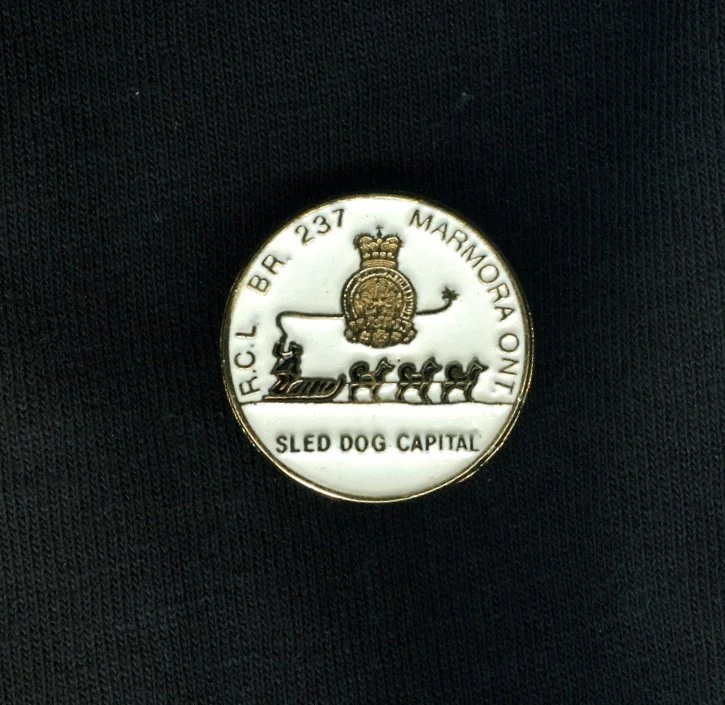 R.C.L. BR. 237 MARMORA ONT.
SLED DOG CAPITAL